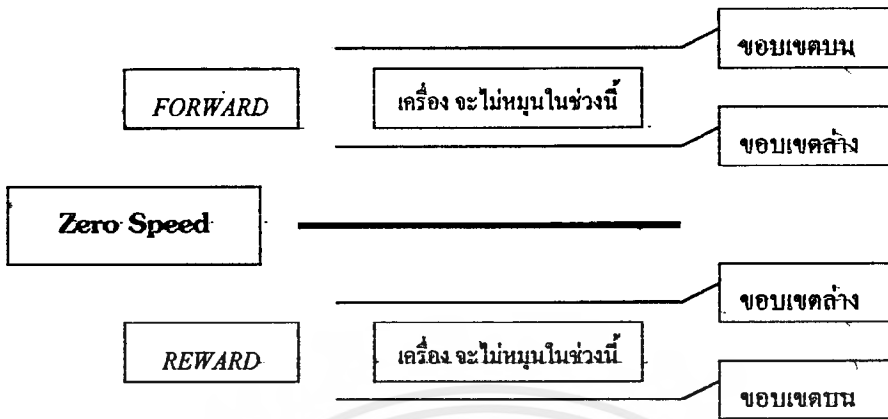 ขอบเขตบน
FORWARD
เครื่อง จะไม่หมุนในช่วงนี้
ขอบเขตล่าง
Zero Speed
ขอบเขตล่าง
REWARD
เครื่อง จะไม่หมุนในช่วงนี้
ขอบเขตบน